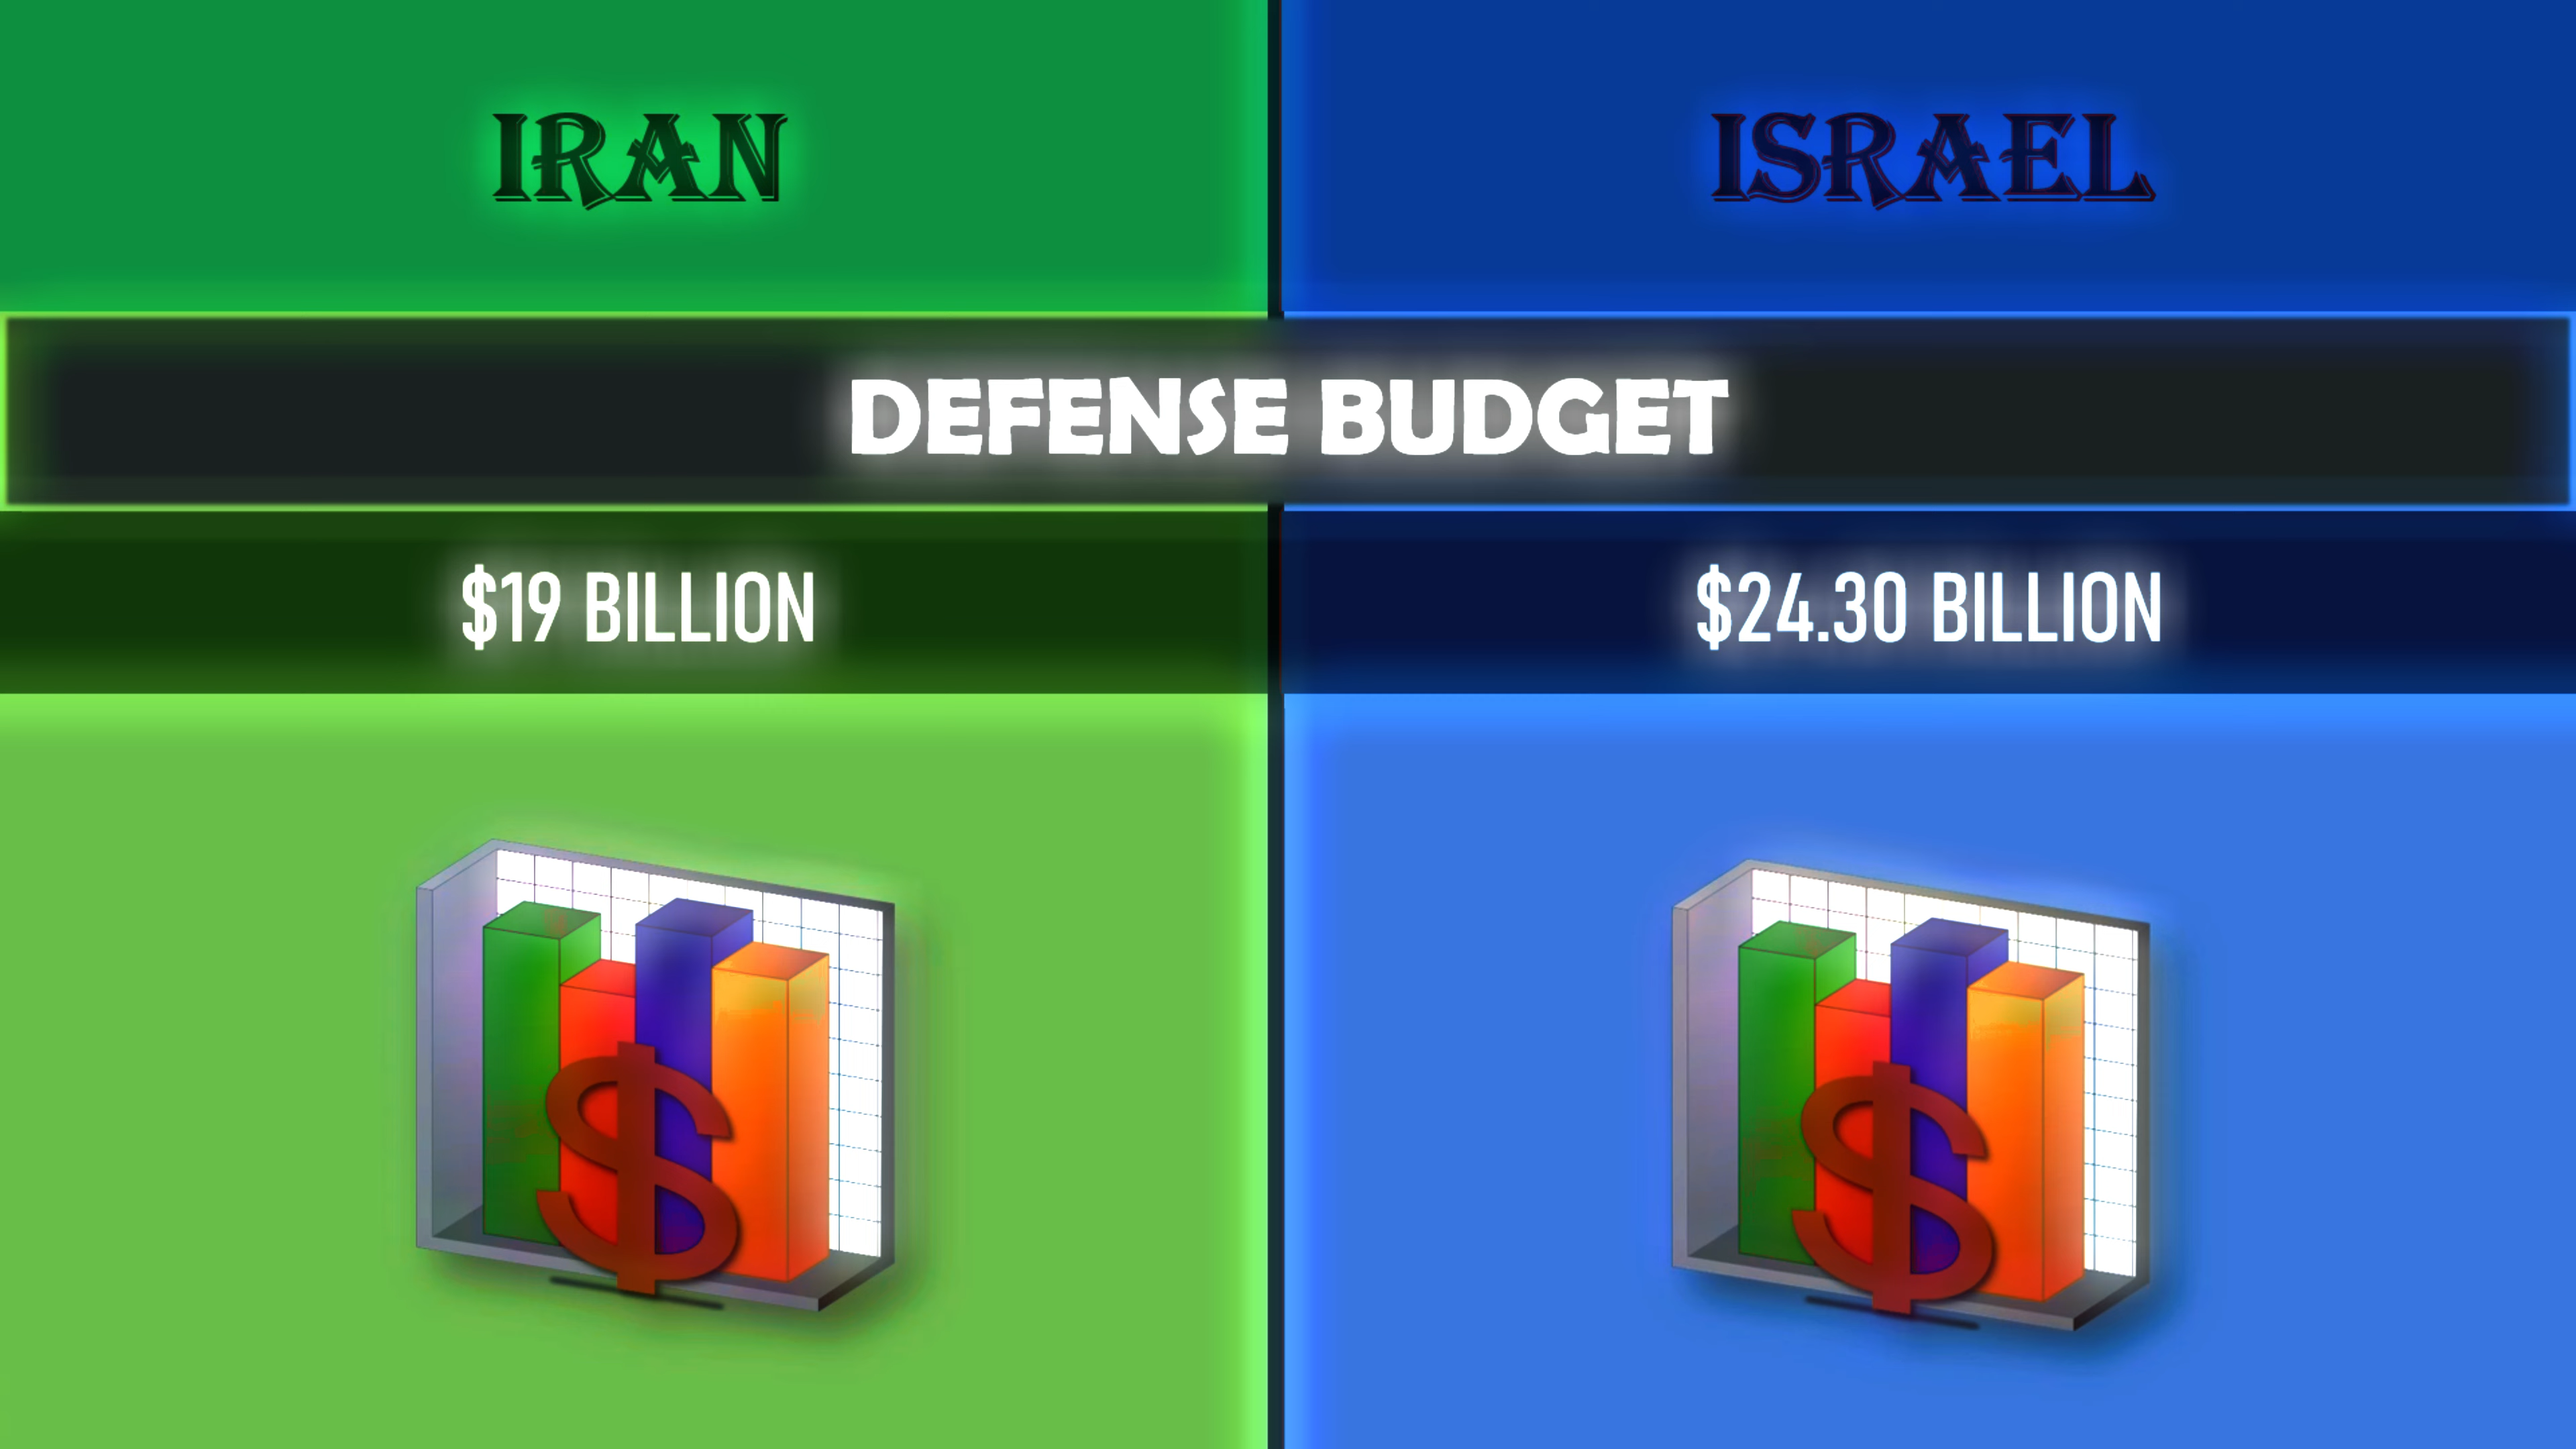 IRAN
ISRAEL
DEFENSE BUDGET
$19 BILLION
$24.30 BILLION
$
$